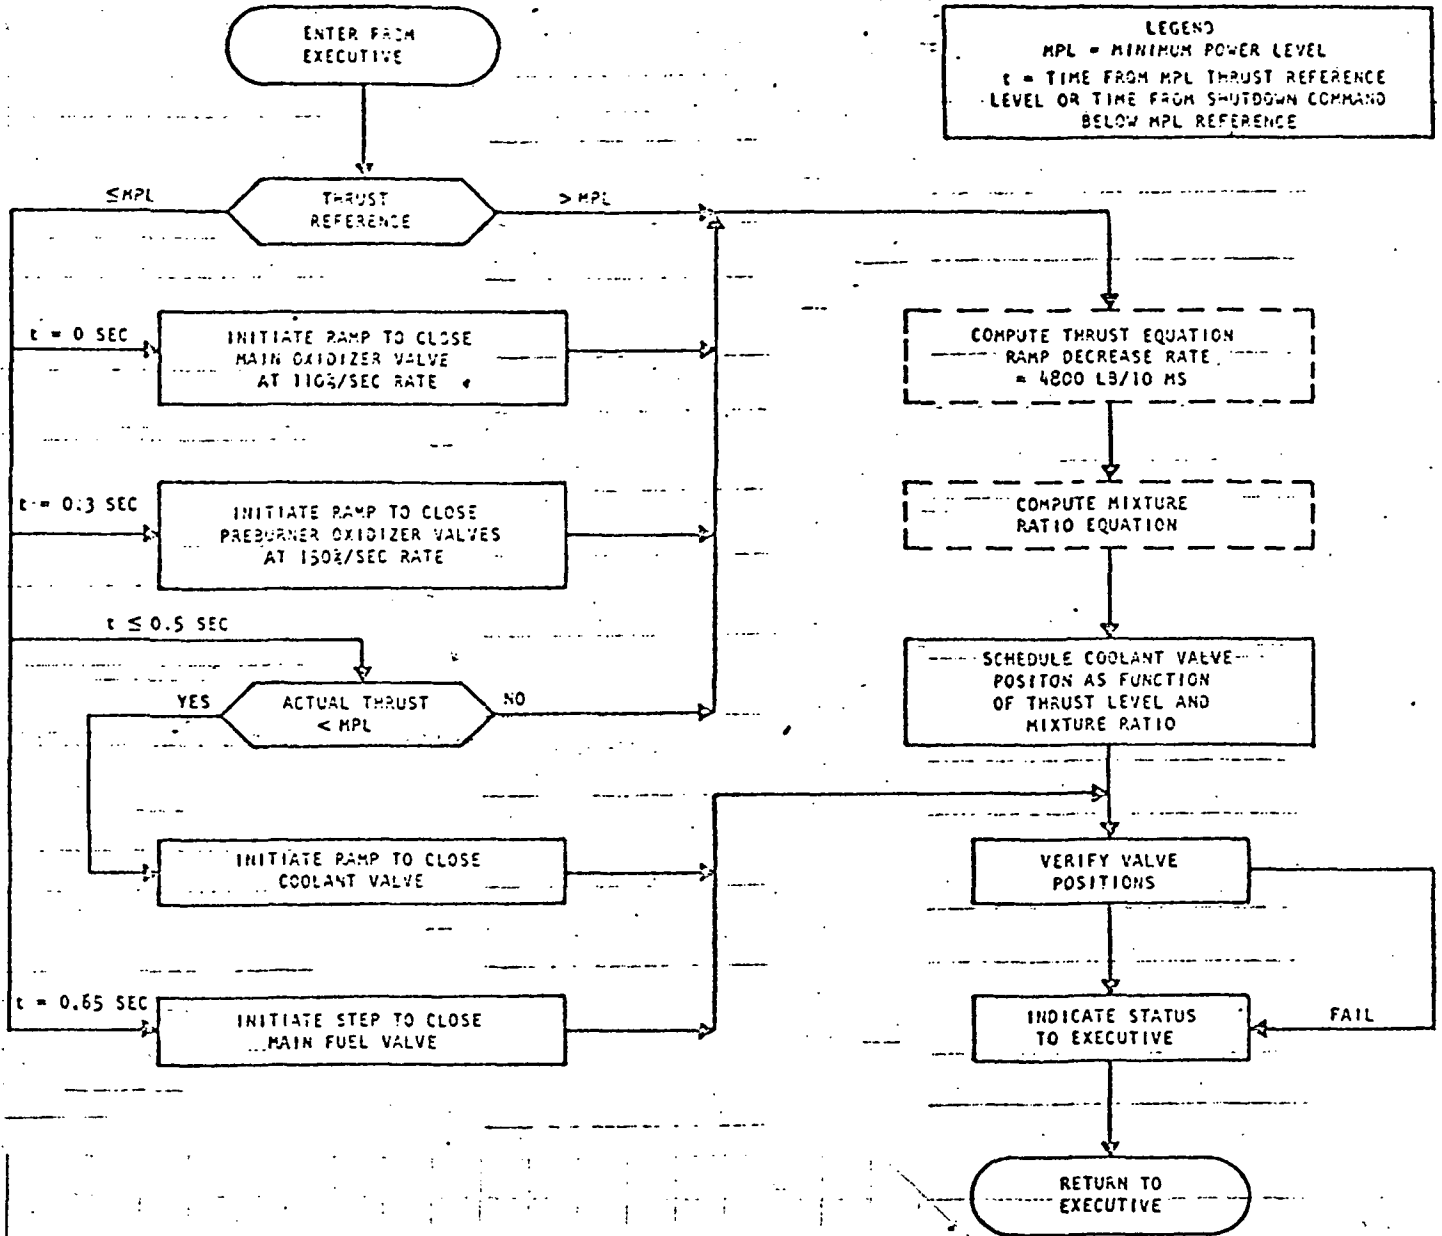 ENTER FROM
EXECUTIVE
LEGEND
MPL = MINIMUM POWER LEVEL
t = TIME FROM MPL THRUST REFERENCE
LEVEL OR TIME FROM SHUTDOWN COMMAND
BELOW MPL REFERENCE
≤MPL
THRUST
REFERENCE
> MPL
t = 0 SEC
INITIATE RAMP TO CLOSE
MAIN OXIDIZER VALVE
AT 110%/SEC RATE
COMPUTE THRUST EQUATION
RAMP DECREASE RATE
= 4800 LB/10 MS
t = 0.3 SEC
INITIATE RAMP TO CLOSE
PREBURNER OXIDIZER VALVES
AT 150%/SEC RATE
COMPUTE MIXTURE
RATIO EQUATION
t ≤ 0.5 SEC
YES
ACTUAL THRUST
< MPL
NO
SCHEDULE COOLANT VALVE
POSITON AS FUNCTION
OF THRUST LEVEL AND
MIXTURE RATIO
INITIATE RAMP TO CLOSE
COOLANT VALVE
VERIFY VALVE
POSITIONS
t = 0.65 SEC
INITIATE STEP TO CLOSE
MAIN FUEL VALVE
INDICATE STATUS
TO EXECUTIVE
FAIL
RETURN TO
EXECUTIVE